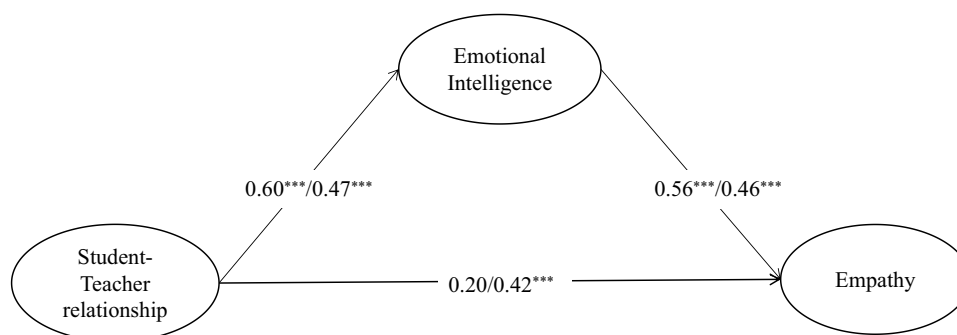 Emotional
Intelligence
0.60***/0.47***
0.56***/0.46***
Student-
Teacher
relationship
0.20/0.42***
Empathy